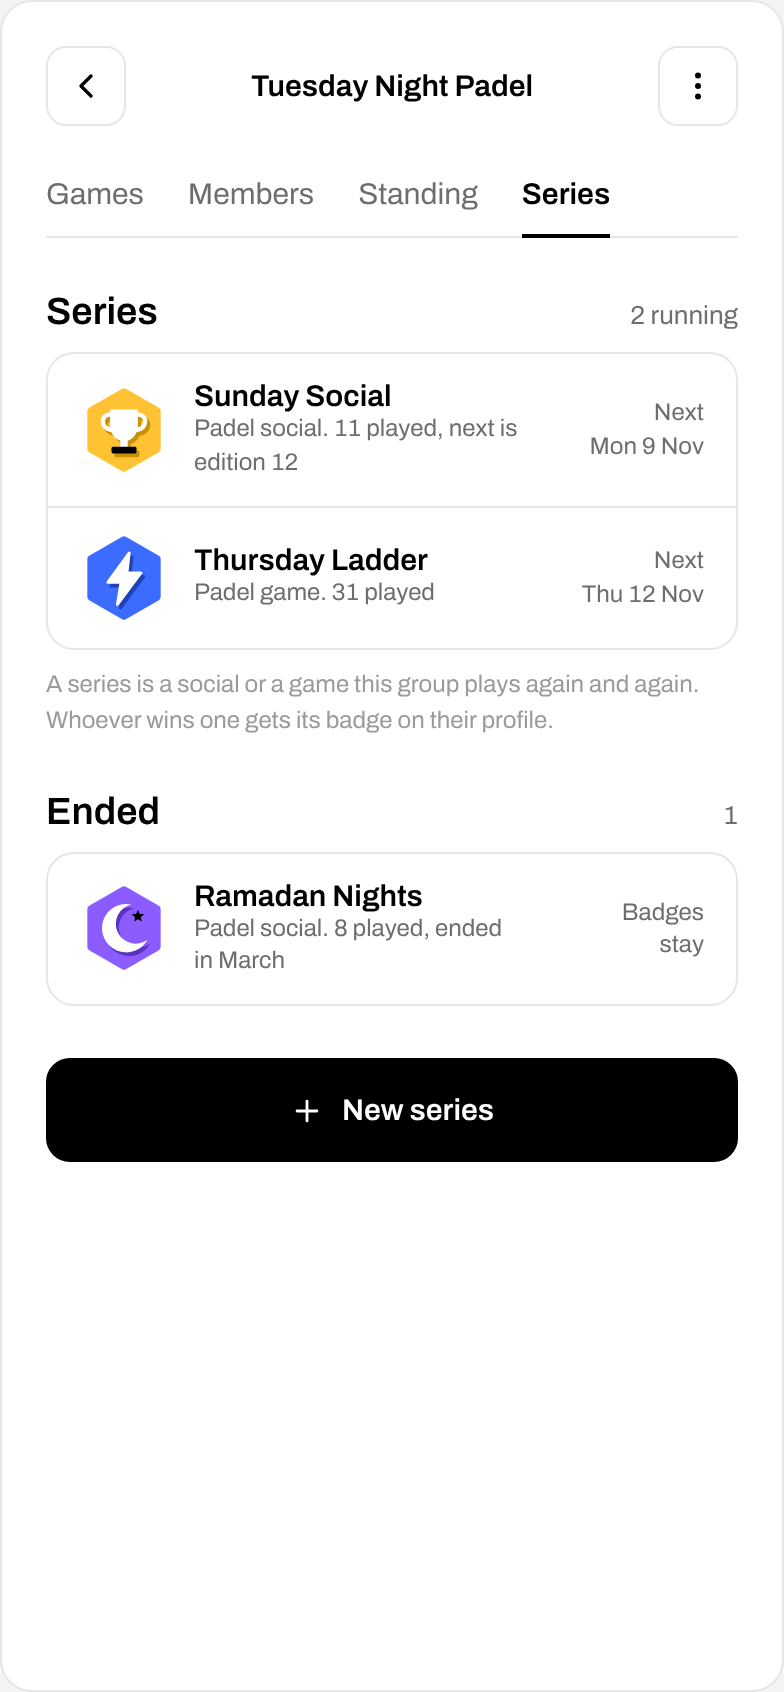 Tuesday Night Padel
Games Members Standing Series
Series 2 running
Sunday Social
Padel social. 11 played, next is
edition 12
Next
Mon 9 Nov
Thursday Ladder
Padel game. 31 played
Next
Thu 12 Nov
A series is a social or a game this group plays again and again.
Whoever wins one gets its badge on their profile.
Ended 1
Ramadan Nights
Padel social. 8 played, ended
in March
Badges
stay
New series